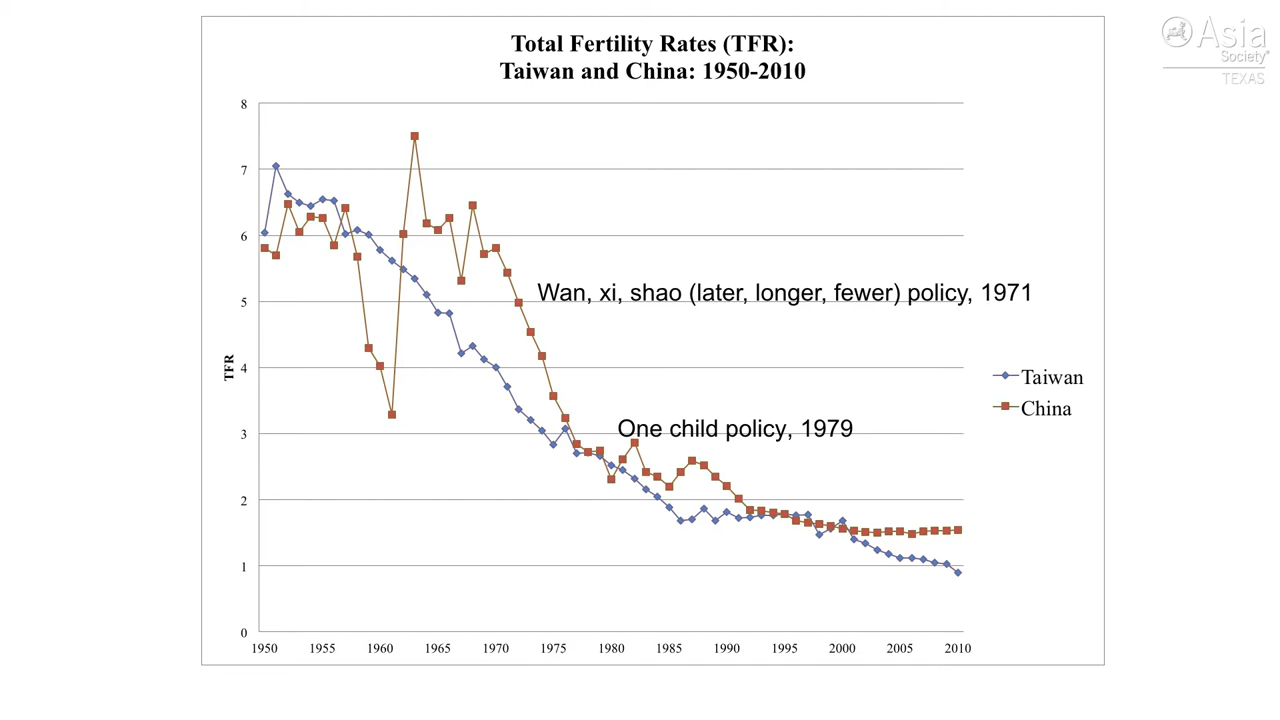 Asia
Society®
TEXAS
Total Fertility Rates (TFR):
Taiwan and China: 1950-2010
8
7
6
5
4
3
2
1
0
TFR
Wan, xi, shao (later, longer, fewer) policy, 1971
One child policy, 1979
Taiwan
China
1950 1955 1960 1965 1970 1975 1980 1985 1990 1995 2000 2005 2010